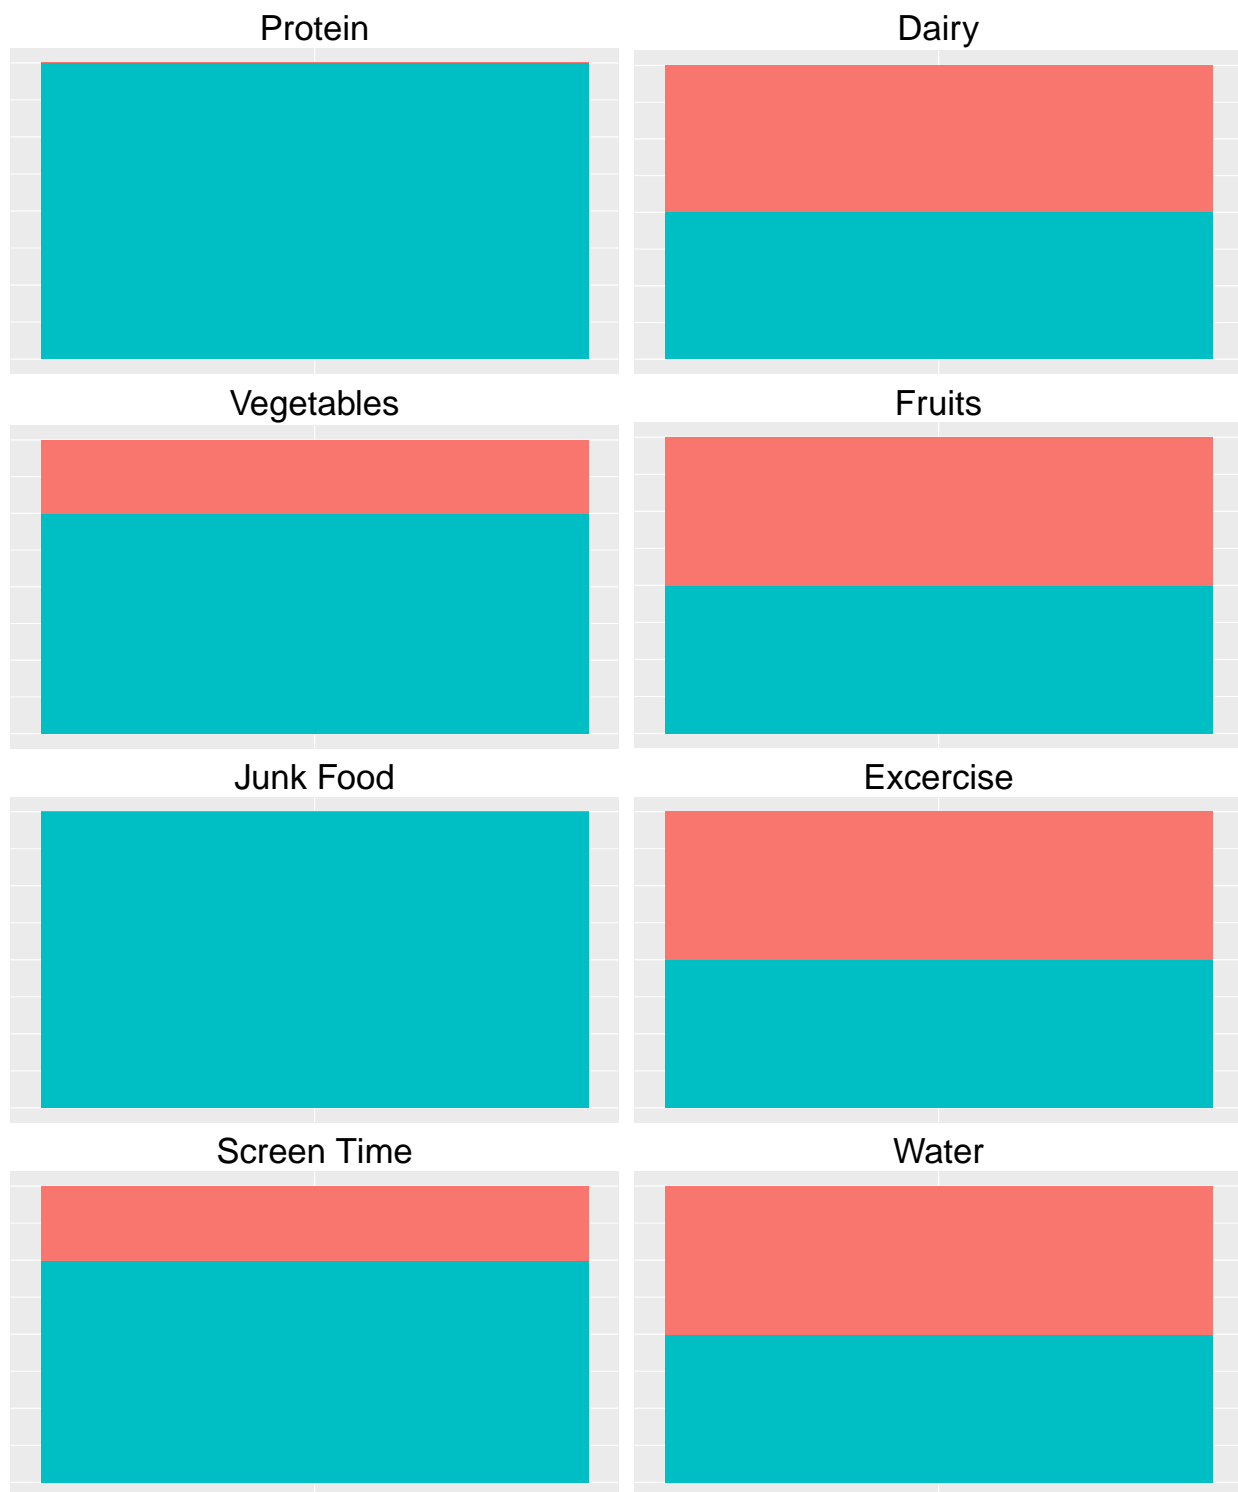 Protein
Dairy
Vegetables
Fruits
Junk Food
Excercise
Screen Time
Water